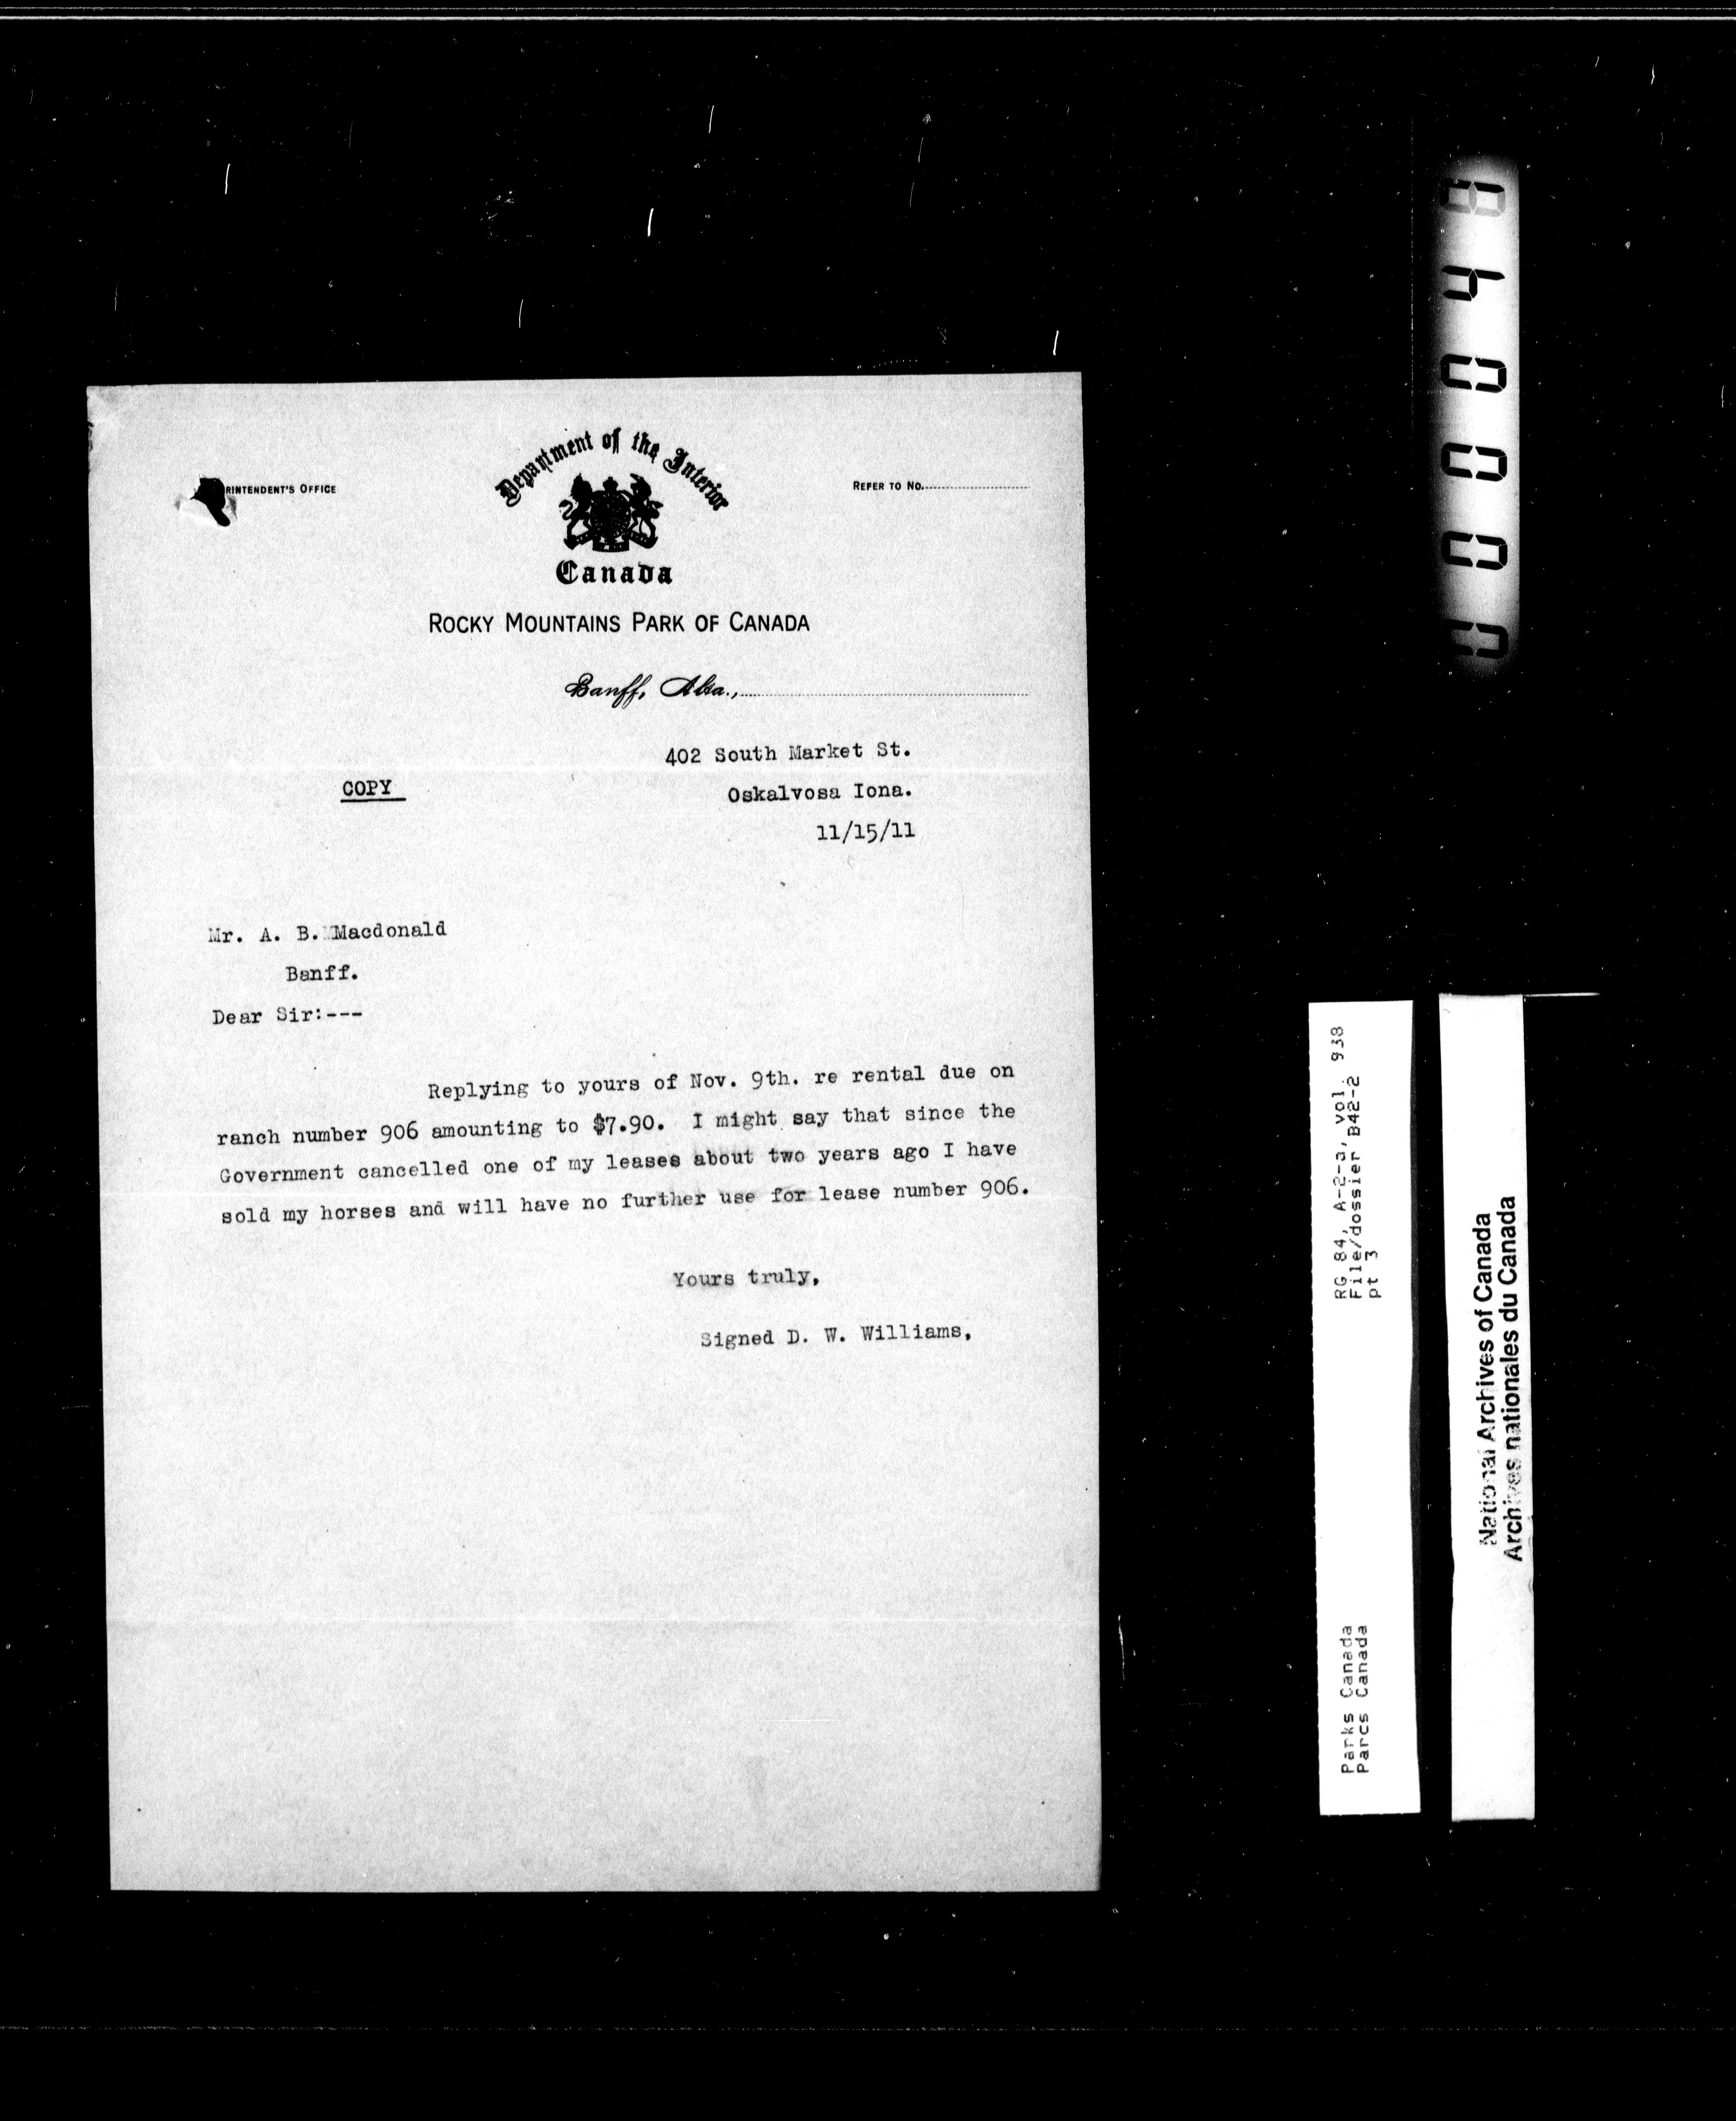 RINTENDENT'S OFFICE
Department of the Interior
REFER TO No.
Canada
ROCKY MOUNTAINS PARK OF CANADA
Banff, Alta.,
402 South Market St.
COPY
Oskalvosa Iona.
11/15/11
Mr. A. B. Macdonald
Banff.
Dear Sir:---
Replying to yours of Nov. 9th. re rental due on
ranch number 906 amounting to $7.90. I might say that since the
Government cancelled one of my leases about two years ago I have
sold my horses and will have no further use for lease number 906.
Yours truly,
Signed D. W. Williams,
RG 84, A-2-a, vol. 938
File/dossier B42-2
pt 3
Parks Canada
Parcs Canada
National Archives of Canada
Archives nationales du Canada